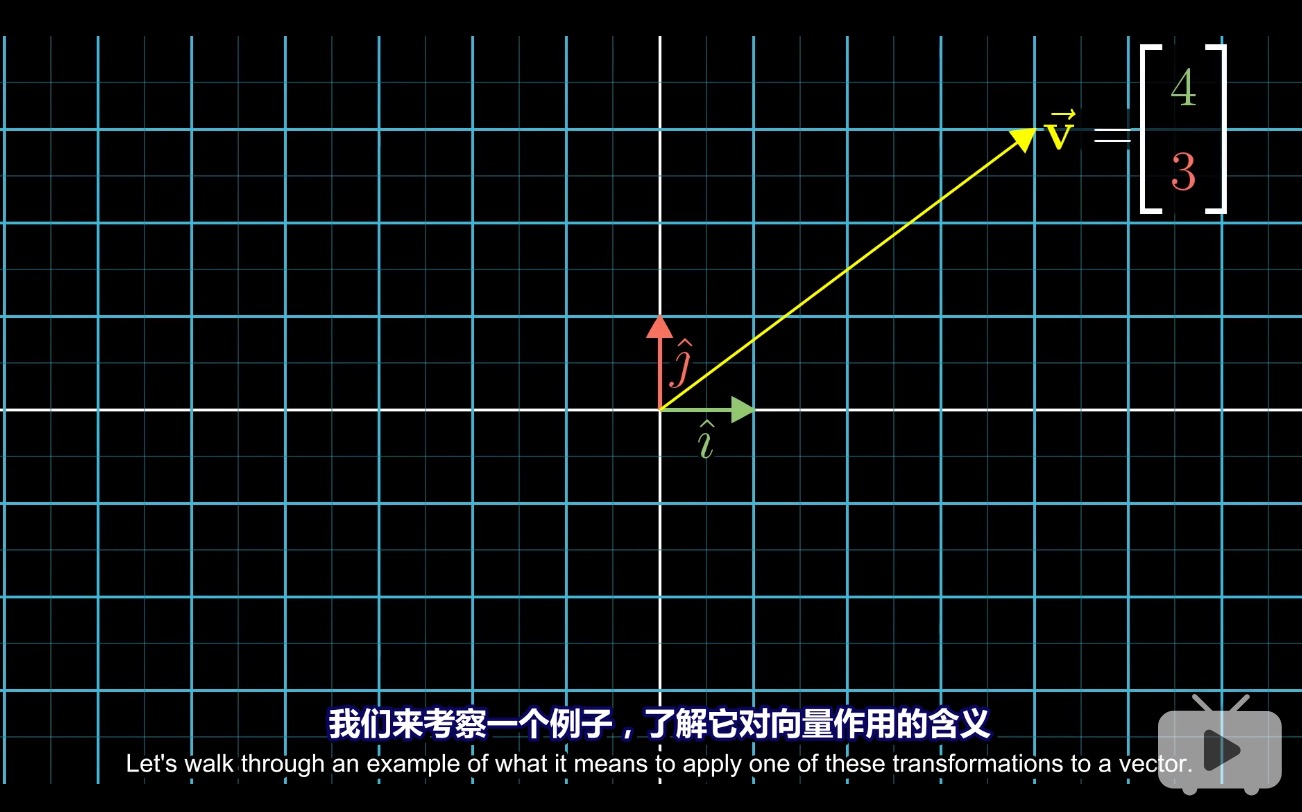 v⃗ = [4
3]
ĵ
î
我们来考察一个例子，了解它对向量作用的含义
Let's walk through an example of what it means to apply one of these transformations to a vector.